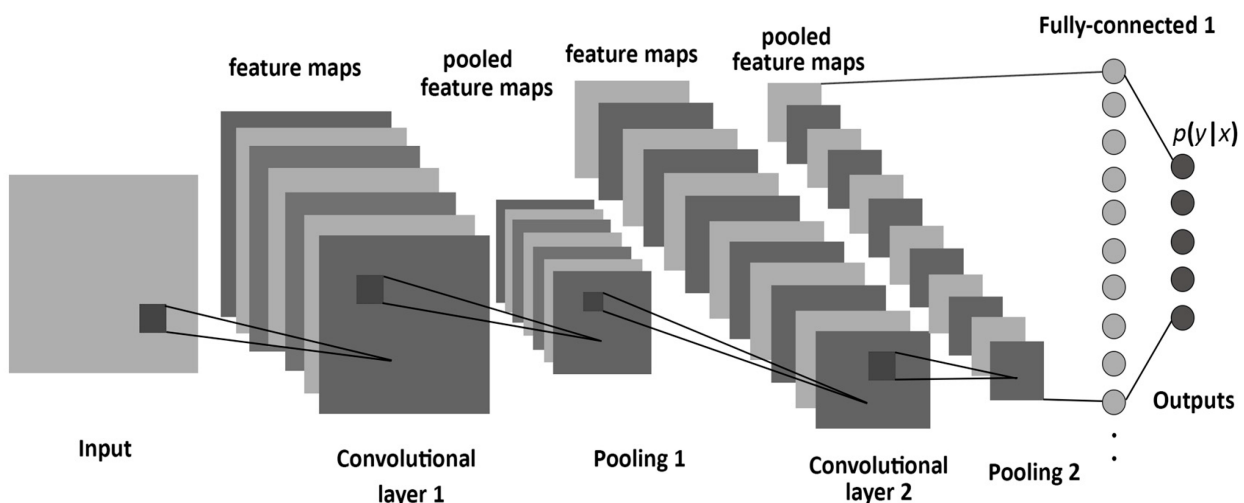 Fully-connected 1
feature maps
pooled
feature maps
feature maps
pooled
feature maps
p(y|x)
Input
Convolutional
layer 1
Pooling 1
Convolutional
layer 2
Pooling 2
Outputs